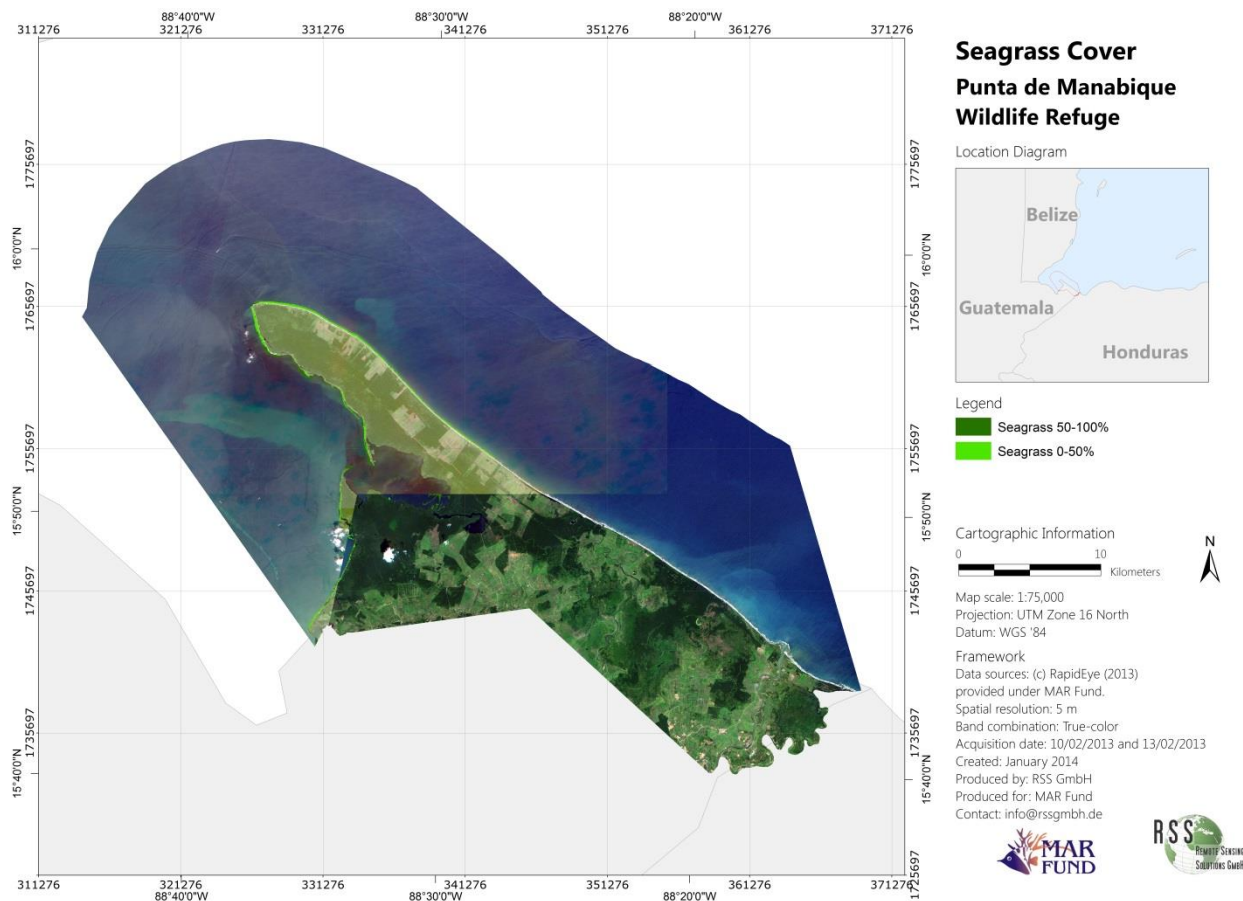 88°40'0"W 88°30'0"W 88°20'0"W
311276 321276 331276 341276 351276 361276 371276
1775697 1775697
16°0'0"N 16°0'0"N
1765697 1765697
1755697 1755697
15°50'0"N 15°50'0"N
1745697 1745697
1735697 1735697
15°40'0"N 15°40'0"N
1725697
311276 321276 331276 341276 351276 361276 371276
88°40'0"W 88°30'0"W 88°20'0"W
Seagrass Cover
Punta de Manabique
Wildlife Refuge
Location Diagram
Belize
Guatemala
Honduras
Legend
Seagrass 50-100%
Seagrass 0-50%
Cartographic Information
0 10
Kilometers
N
Map scale: 1:75,000
Projection: UTM Zone 16 North
Datum: WGS '84
Framework
Data sources: (c) RapidEye (2013)
provided under MAR Fund.
Spatial resolution: 5 m
Band combination: True-color
Acquisition date: 10/02/2013 and 13/02/2013
Created: January 2014
Produced by: RSS GmbH
Produced for: MAR Fund
Contact: info@rssgmbh.de
MAR
FUND
RSS
REMOTE SENSING
SOLUTIONS GMBH